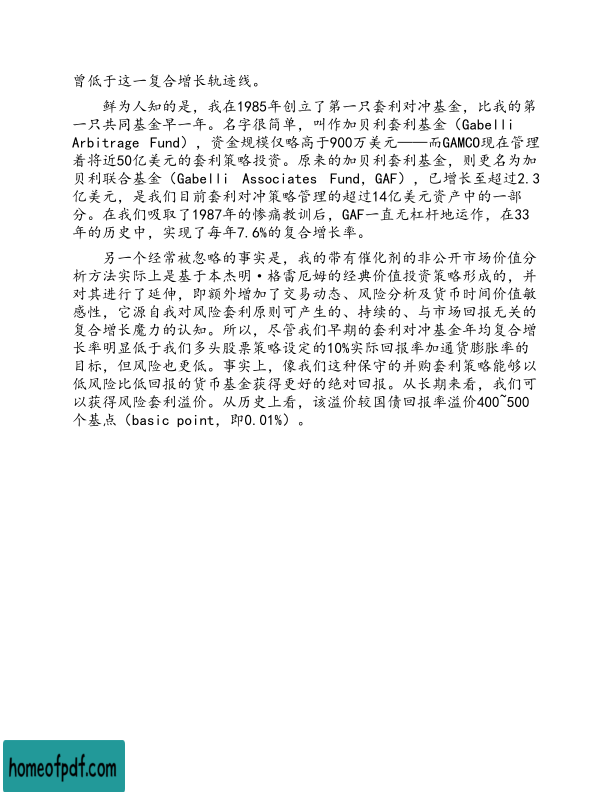 曾低于这一复合增长轨迹线。
鲜为人知的是，我在1985年创立了第一只套利对冲基金，比我的第
一只共同基金早一年。名字很简单，叫作加贝利套利基金（Gabelli
Arbitrage Fund），资金规模仅略高于900万美元——而GAMCO现在管理
着将近50亿美元的套利策略投资。原来的加贝利套利基金，则更名为加
贝利联合基金（Gabelli Associates Fund，GAF），已增长至超过2.3
亿美元，是我们目前套利对冲策略管理的超过14亿美元资产中的一部
分。在我们吸取了1987年的惨痛教训后，GAF一直无杠杆地运作，在33
年的历史中，实现了每年7.6%的复合增长率。
另一个经常被忽略的事实是，我的带有催化剂的非公开市场价值分
析方法实际上是基于本杰明·格雷厄姆的经典价值投资策略形成的，并
对其进行了延伸，即额外增加了交易动态、风险分析及货币时间价值敏
感性，它源自我对风险套利原则可产生的、持续的、与市场回报无关的
复合增长魔力的认知。所以，尽管我们早期的套利对冲基金年均复合增
长率明显低于我们多头股票策略设定的10%实际回报率加通货膨胀率的
目标，但风险也更低。事实上，像我们这种保守的并购套利策略能够以
低风险比低回报的货币基金获得更好的绝对回报。从长期来看，我们可
以获得风险套利溢价。从历史上看，该溢价较国债回报率溢价400~500
个基点（basic point，即0.01%）。
homeofpdf.com